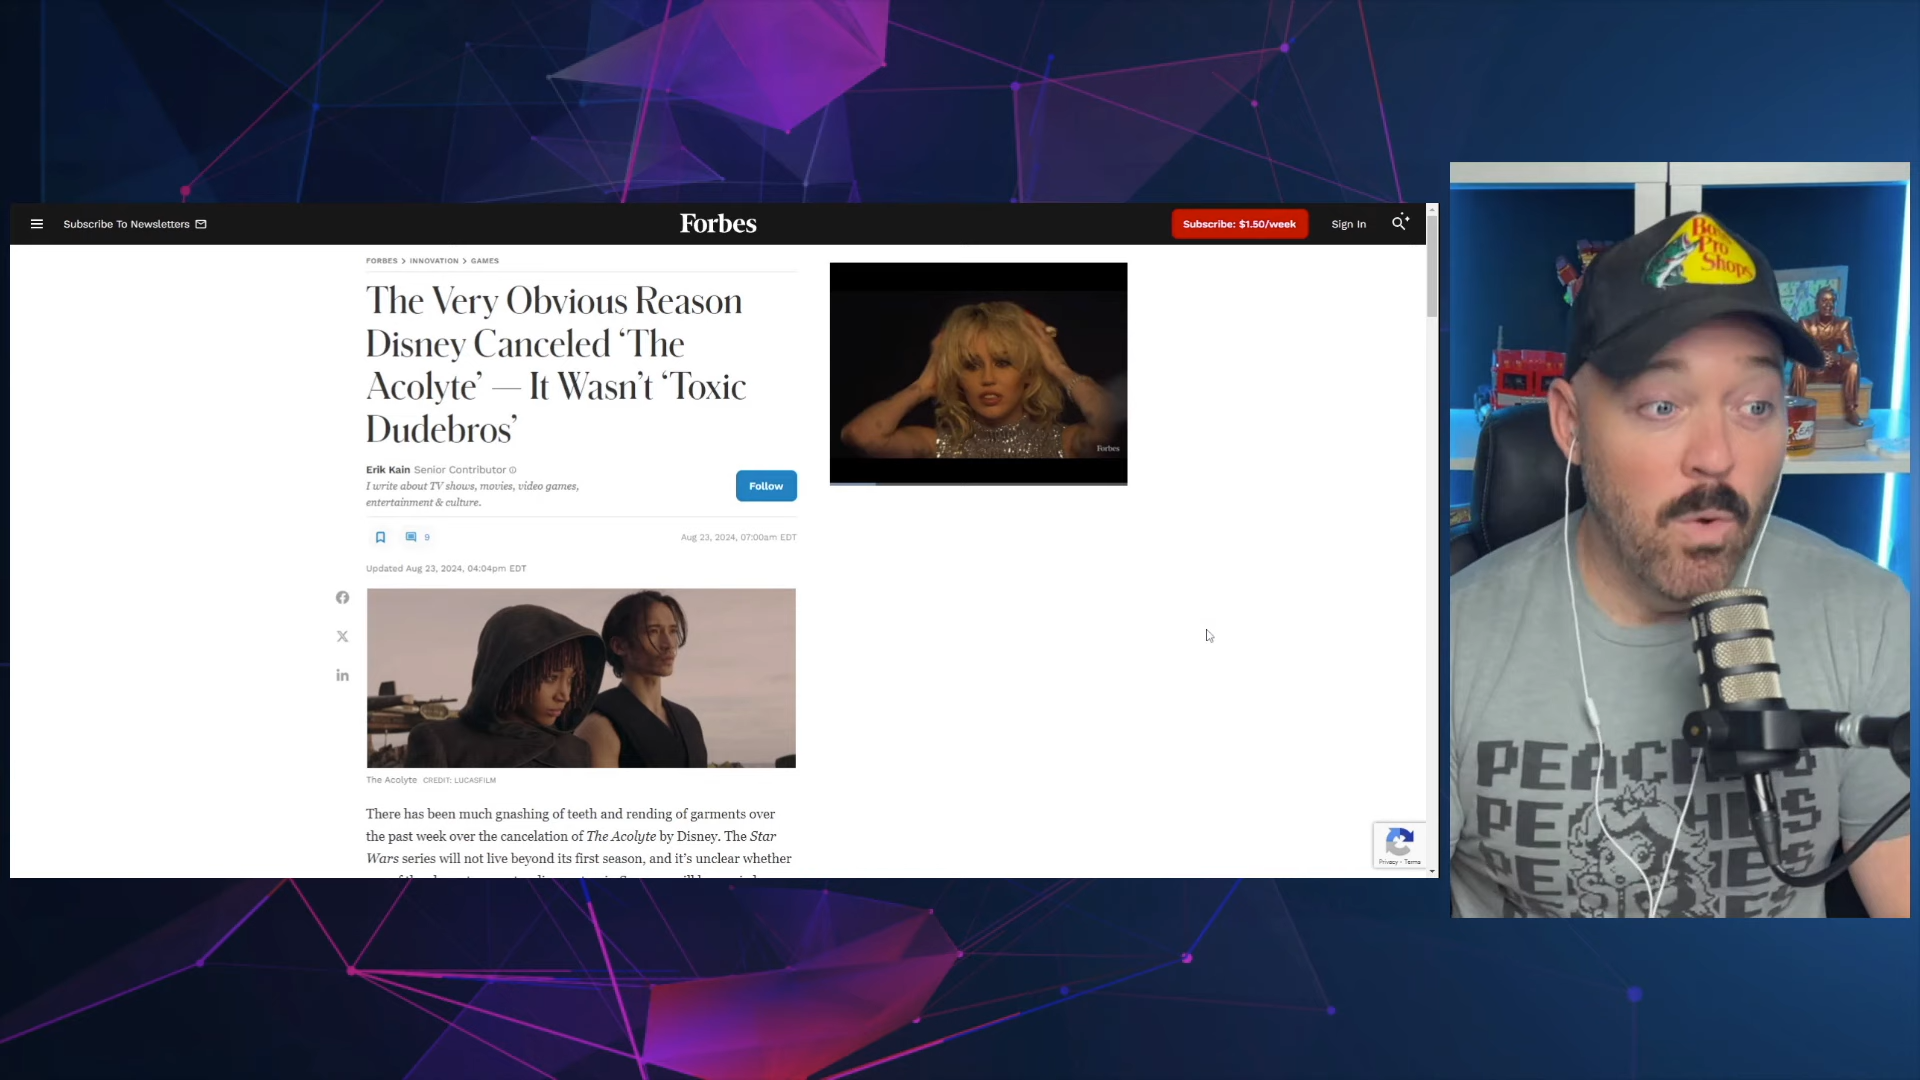 Subscribe To Newsletters
Forbes
Subscribe: $1.50/week
Sign In
FORBES > INNOVATION > GAMES
The Very Obvious Reason
Disney Canceled ‘The
Acolyte’ — It Wasn’t ‘Toxic
Dudebros’
Erik Kain Senior Contributor
I write about TV shows, movies, video games,
entertainment & culture.
Follow
9
Aug 23, 2024, 07:00am EDT
Updated Aug 23, 2024, 04:04pm EDT
The Acolyte CREDIT: LUCASFILM
There has been much gnashing of teeth and rending of garments over
the past week over the cancelation of The Acolyte by Disney. The Star
Wars series will not live beyond its first season, and it’s unclear whether
Forbes
Privacy - Terms
Pro
Shops